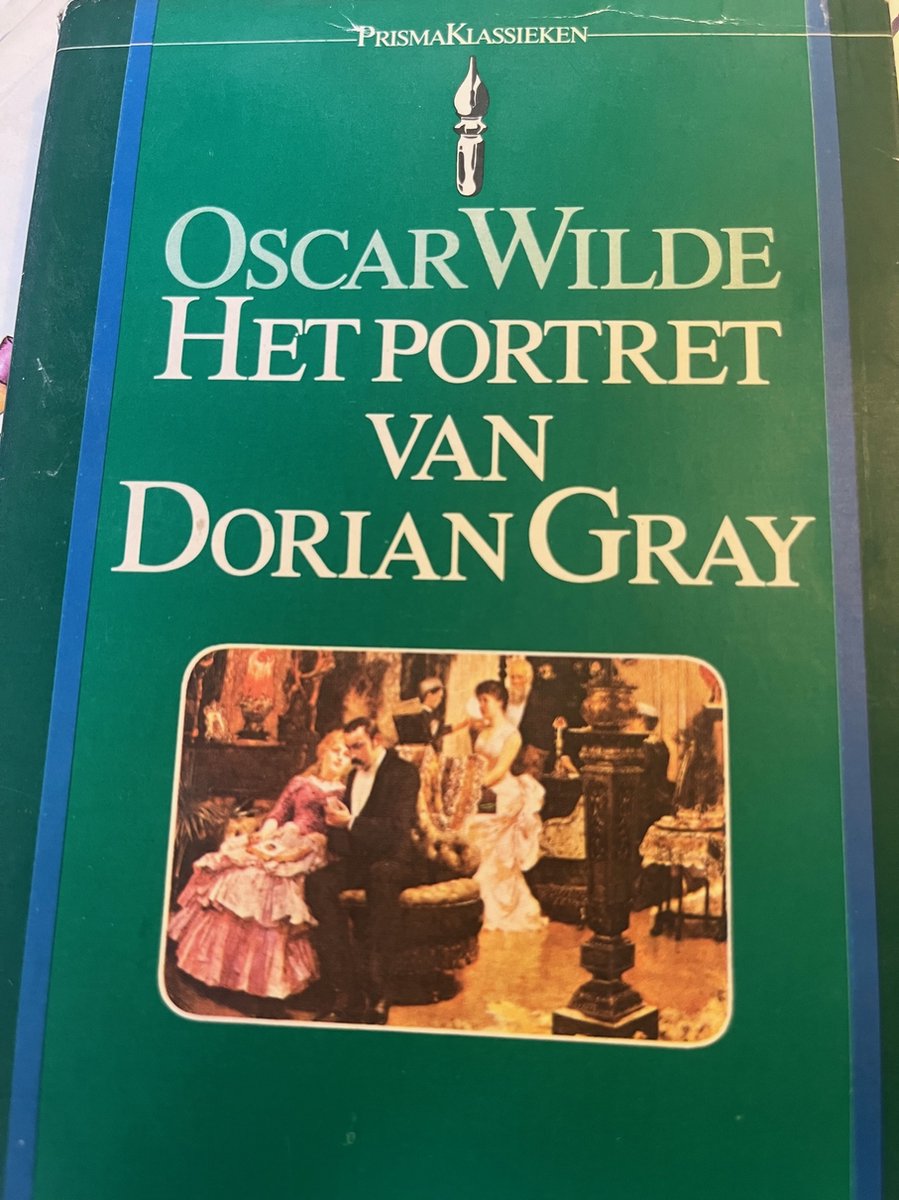 PRISMAKLASSIEKEN
OSCAR WILDE
HET PORTRET
VAN
DORIAN GRAY